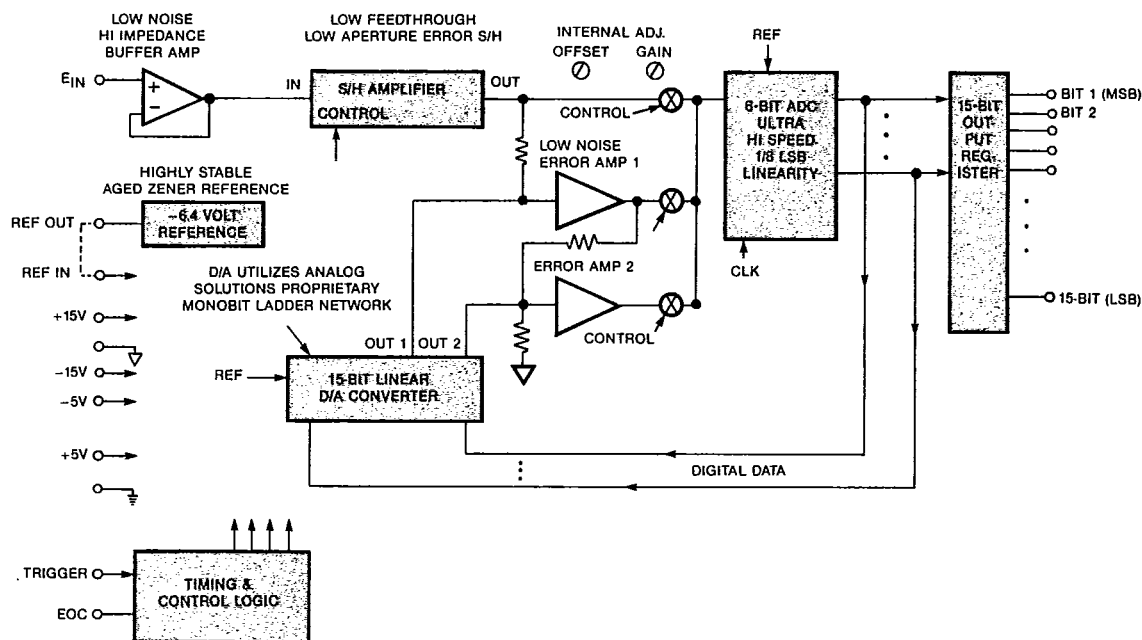 LOW NOISE
HI IMPEDANCE
BUFFER AMP
LOW FEEDTHROUGH
LOW APERTURE ERROR S/H
INTERNAL ADJ.
OFFSET GAIN
REF
EIN
+
−
IN
S/H AMPLIFIER
CONTROL
OUT
CONTROL
6-BIT ADC
ULTRA
HI SPEED
1/8 LSB
LINEARITY
CLK
15-BIT
OUT-
PUT
REG-
ISTER
BIT 1 (MSB)
BIT 2
15-BIT (LSB)
LOW NOISE
ERROR AMP 1
HIGHLY STABLE
AGED ZENER REFERENCE
REF OUT
−6.4 VOLT
REFERENCE
REF IN
ERROR AMP 2
CONTROL
D/A UTILIZES ANALOG
SOLUTIONS PROPRIETARY
MONOBIT LADDER NETWORK
+15V
−15V
−5V
+5V
OUT 1 OUT 2
REF
15-BIT LINEAR
D/A CONVERTER
DIGITAL DATA
TRIGGER
EOC
TIMING &
CONTROL LOGIC